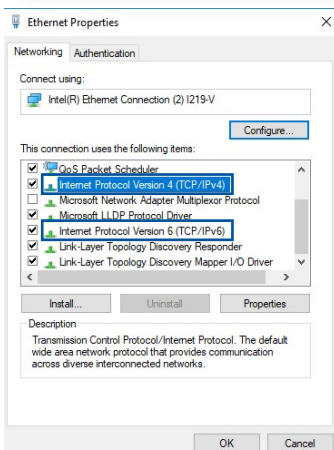 Ethernet Properties
Networking
Authentication
Connect using:
Intel(R) Ethernet Connection (2) I219-V
Configure...
This connection uses the following items:
QoS Packet Scheduler
Internet Protocol Version 4 (TCP/IPv4)
Microsoft Network Adapter Multiplexor Protocol
Microsoft LLDP Protocol Driver
Internet Protocol Version 6 (TCP/IPv6)
Link-Layer Topology Discovery Responder
Link-Layer Topology Discovery Mapper I/O Driver
Install...
Uninstall
Properties
Description
Transmission Control Protocol/Internet Protocol. The default
wide area network protocol that provides communication
across diverse interconnected networks.
OK
Cancel